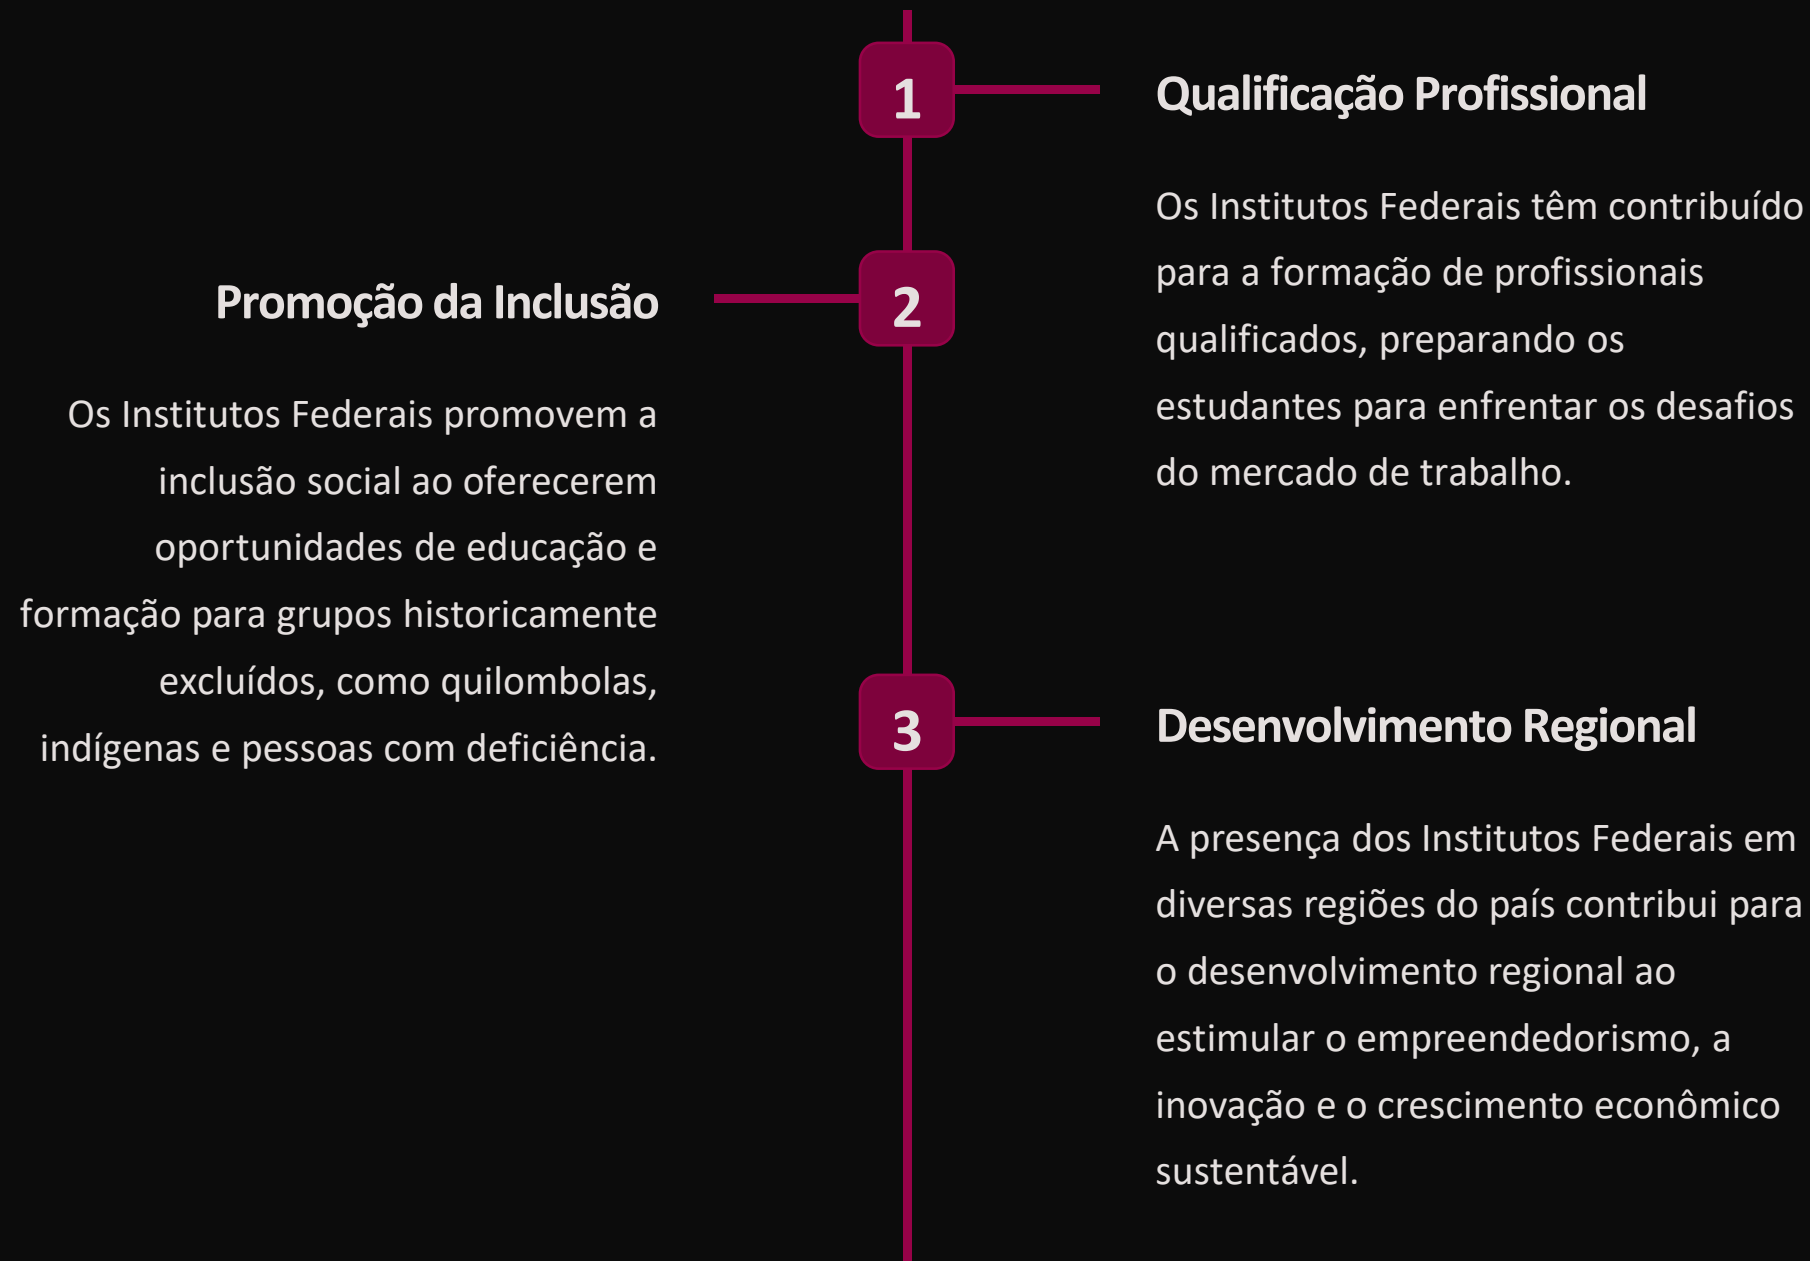 1
Qualificação Profissional
Os Institutos Federais têm contribuído
para a formação de profissionais
qualificados, preparando os
estudantes para enfrentar os desafios
do mercado de trabalho.
2
Promoção da Inclusão
Os Institutos Federais promovem a
inclusão social ao oferecerem
oportunidades de educação e
formação para grupos historicamente
excluídos, como quilombolas,
indígenas e pessoas com deficiência.
3
Desenvolvimento Regional
A presença dos Institutos Federais em
diversas regiões do país contribui para
o desenvolvimento regional ao
estimular o empreendedorismo, a
inovação e o crescimento econômico
sustentável.